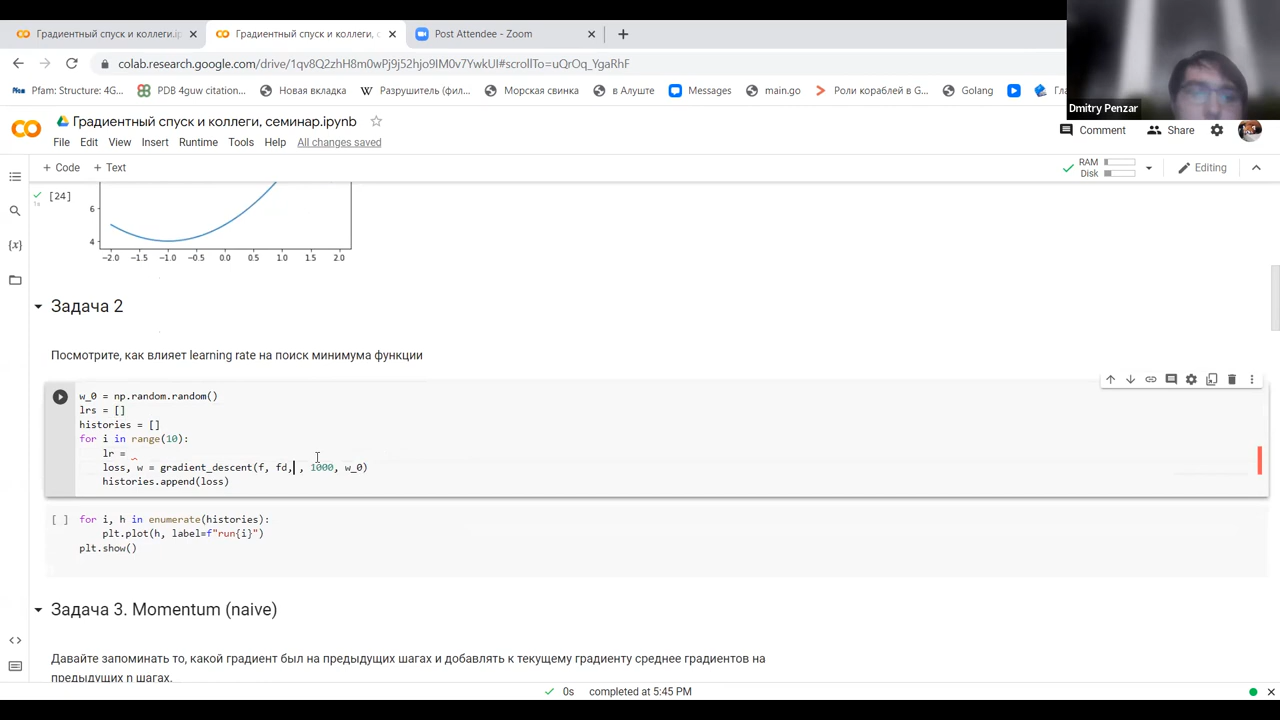 Градиентный спуск и коллеги.ip
Градиентный спуск и коллеги,
Post Attendee - Zoom
colab.research.google.com/drive/1qv8Q2zhH8m0wPj9j52hjo9IM0v7YwkUl#scrollTo=uQrOq_YgaRhF
Pfam: Structure: 4G...
PDB 4guw citation...
Новая вкладка
Разрушитель (фил...
Морская свинка
в Алуште
Messages
main.go
Роли кораблей в G...
Golang
Гла
Dmitry Penzar
Градиентный спуск и коллеги, семинар.ipynb
File Edit View Insert Runtime Tools Help All changes saved
Comment Share
+ Code + Text
RAM
Disk
Editing
[24]
1s
6
4
-2.0 -1.5 -1.0 -0.5 0.0 0.5 1.0 1.5 2.0
Задача 2
Посмотрите, как влияет learning rate на поиск минимума функции
w_0 = np.random.random()
lrs = []
histories = []
for i in range(10):
lr =
loss, w = gradient_descent(f, fd, , 1000, w_0)
histories.append(loss)
[ ]
for i, h in enumerate(histories):
plt.plot(h, label=f"run{i}")
plt.show()
Задача 3. Momentum (naive)
Давайте запоминать то, какой градиент был на предыдущих шагах и добавлять к текущему градиенту среднее градиентов на
предыдущих n шагах.
0s completed at 5:45 PM